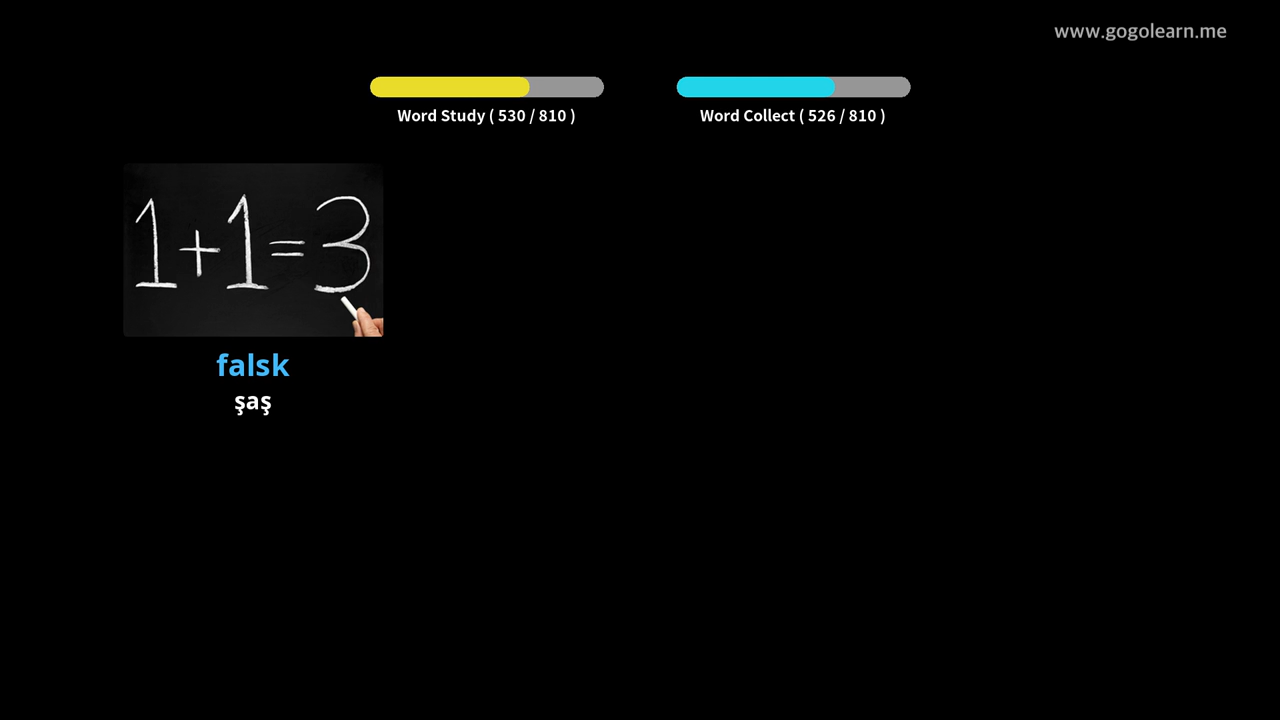 www.gogolearn.me
Word Study ( 530 / 810 )
Word Collect ( 526 / 810 )
1+1=3
falsk
şaş